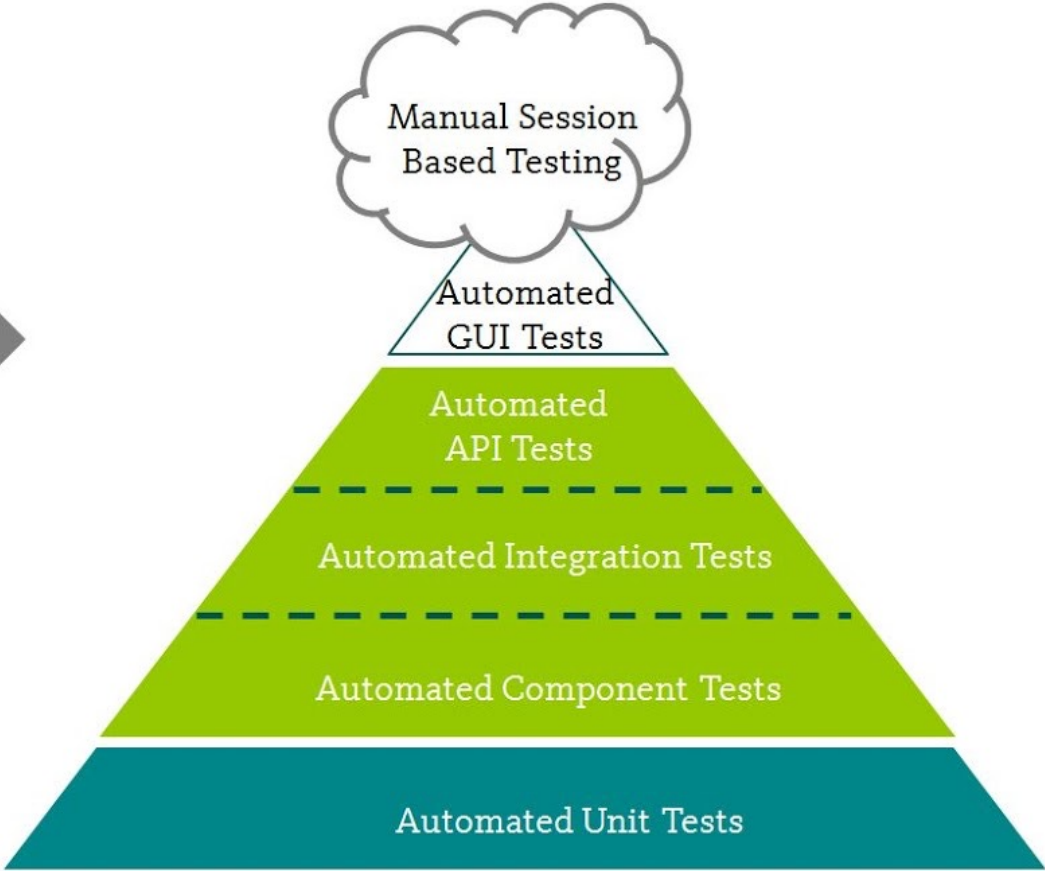 Manual Session
Based Testing
Automated
GUI Tests
Automated
API Tests
Automated Integration Tests
Automated Component Tests
Automated Unit Tests